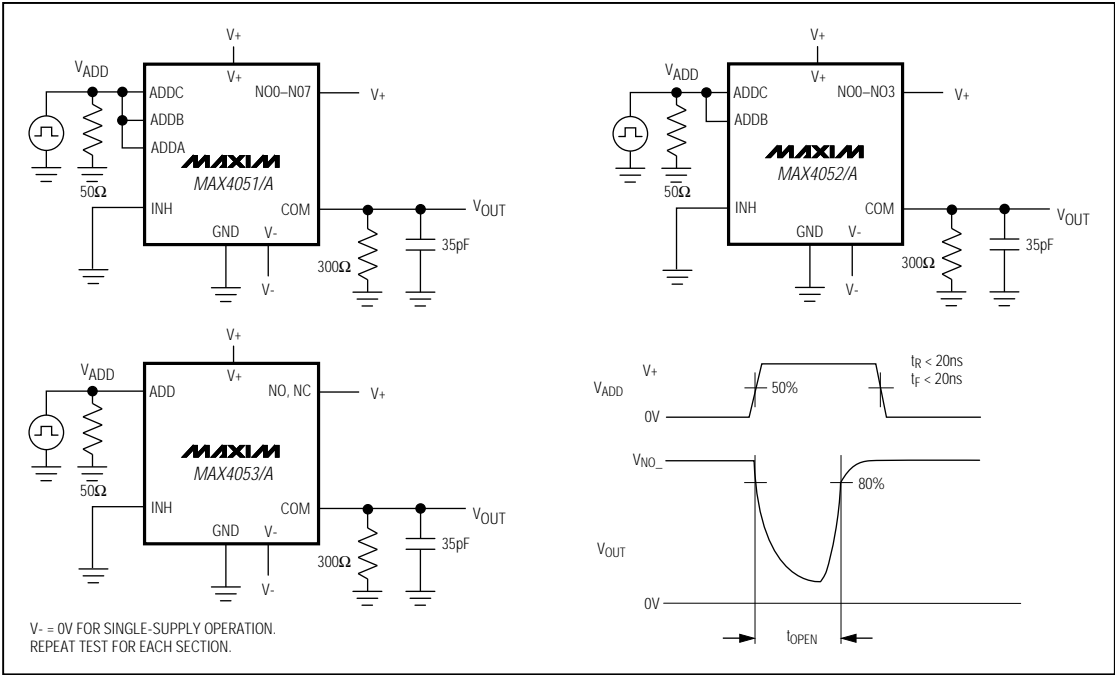 V+
VADD
V+
ADDC
NO0–N07
V+
ADDB
ADDA
MAXIM
MAX4051/A
50Ω
INH
COM
VOUT
GND
V-
35pF
300Ω
V-
V+
VADD
V+
ADDC
NO0–NO3
V+
ADDB
MAXIM
MAX4052/A
50Ω
INH
COM
VOUT
GND
V-
35pF
300Ω
V-
V+
VADD
V+
ADD
NO, NC
V+
MAXIM
MAX4053/A
50Ω
INH
COM
VOUT
GND
V-
35pF
300Ω
V-
V- = 0V FOR SINGLE-SUPPLY OPERATION.
REPEAT TEST FOR EACH SECTION.
V+
tR < 20ns
tF < 20ns
VADD
50%
0V
VNO_
80%
VOUT
0V
tOPEN